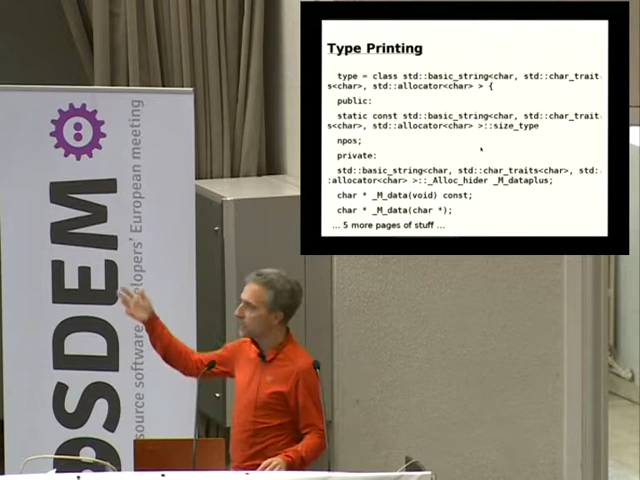 Type Printing
type = class std::basic_string<char, std::char_trait
s<char>, std::allocator<char> > {
public:
static const std::basic_string<char, std::char_trait
s<char>, std::allocator<char> >::size_type
npos;
private:
std::basic_string<char, std::char_traits<char>, std:
:allocator<char> >::_Alloc_hider _M_dataplus;
char * _M_data(void) const;
char * _M_data(char *);
... 5 more pages of stuff ...
OSDEM
source software developers' European meeting